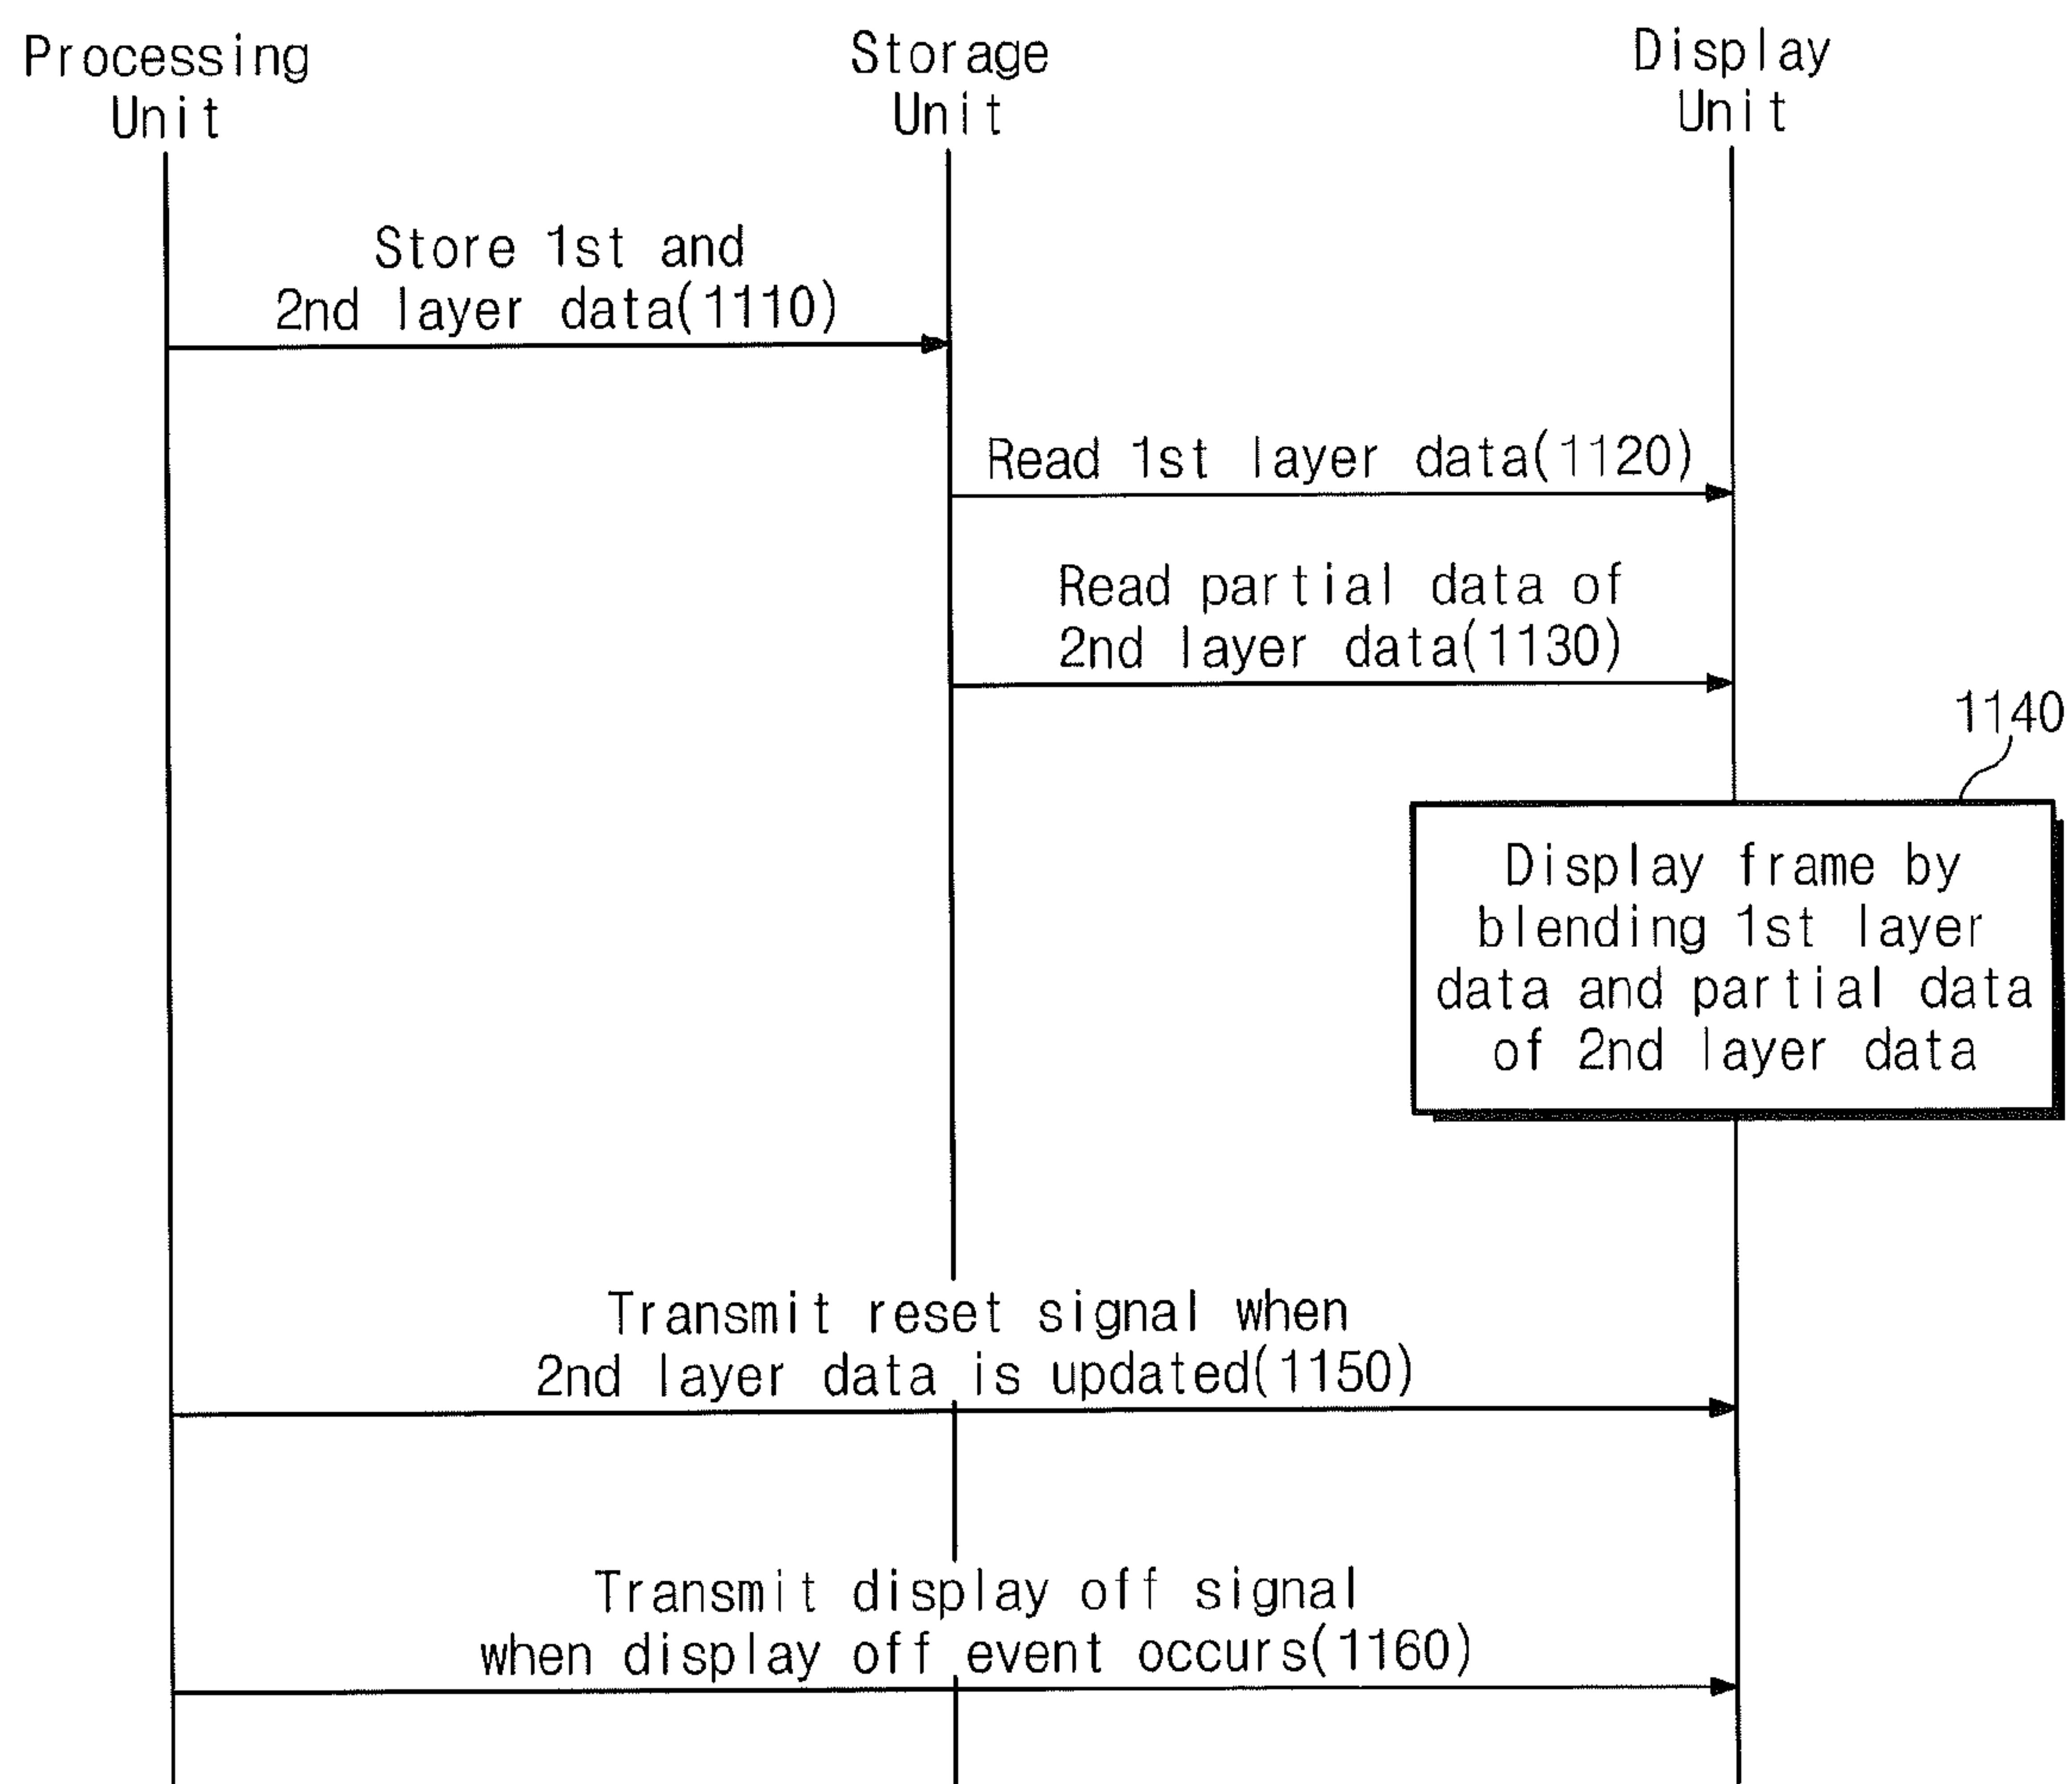 Processing
Unit
Storage
Unit
Display
Unit
Store 1st and
2nd layer data(1110)
Read 1st layer data(1120)
Read partial data of
2nd layer data(1130)
1140
Display frame by
blending 1st layer
data and partial data
of 2nd layer data
Transmit reset signal when
2nd layer data is updated(1150)
Transmit display off signal
when display off event occurs(1160)